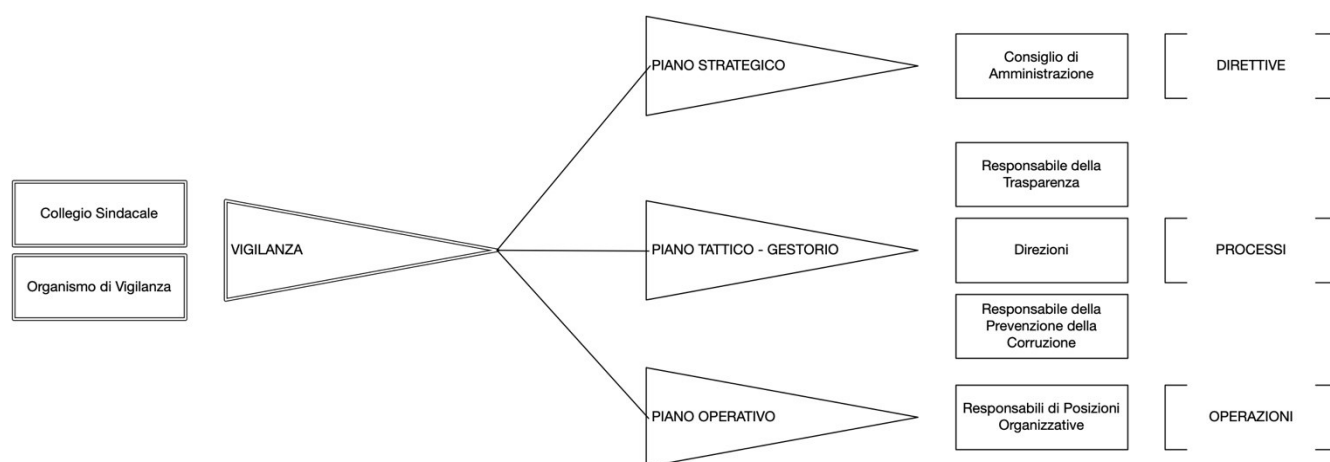 PIANO STRATEGICO
Consiglio di
Amministrazione
DIRETTIVE
Collegio Sindacale
Organismo di Vigilanza
VIGILANZA
PIANO TATTICO - GESTORIO
Responsabile della
Trasparenza
Direzioni
Responsabile della
Prevenzione della
Corruzione
PROCESSI
PIANO OPERATIVO
Responsabili di Posizioni
Organizzative
OPERAZIONI